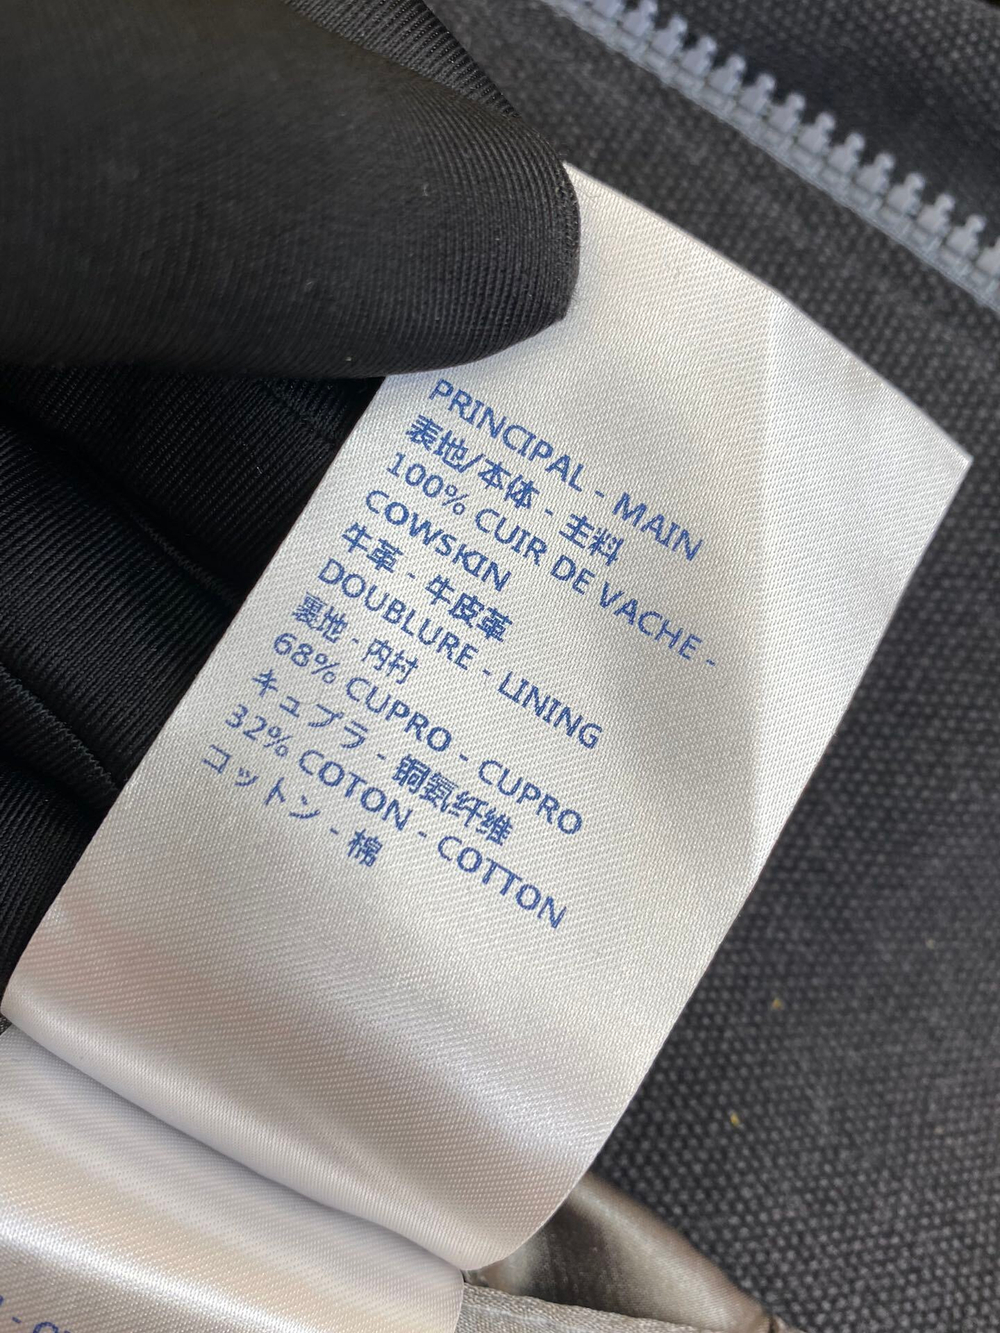 PRINCIPAL - MAIN
表地/本体 - 主料
100% CUIR DE VACHE -
COWSKIN
牛革 - 牛皮革
DOUBLURE - LINING
裏地 - 内衬
68% CUPRO - CUPRO
キュプラ - 铜氨纤维
32% COTON - COTTON
コットン - 棉